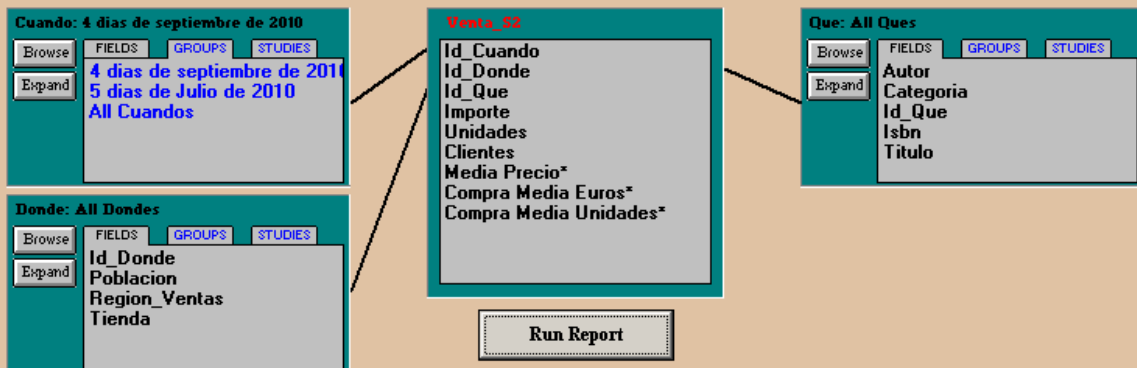 Cuando: 4 dias de septiembre de 2010
Browse
Expand
FIELDS GROUPS STUDIES
4 dias de septiembre de 201
5 dias de Julio de 2010
All Cuandos
Donde: All Dondes
Browse
Expand
FIELDS GROUPS STUDIES
Id_Donde
Poblacion
Region_Ventas
Tienda
Venta_S2
Id_Cuando
Id_Donde
Id_Que
Importe
Unidades
Clientes
Media Precio*
Compra Media Euros*
Compra Media Unidades*
Run Report
Que: All Ques
Browse
Expand
FIELDS GROUPS STUDIES
Autor
Categoria
Id_Que
Isbn
Titulo